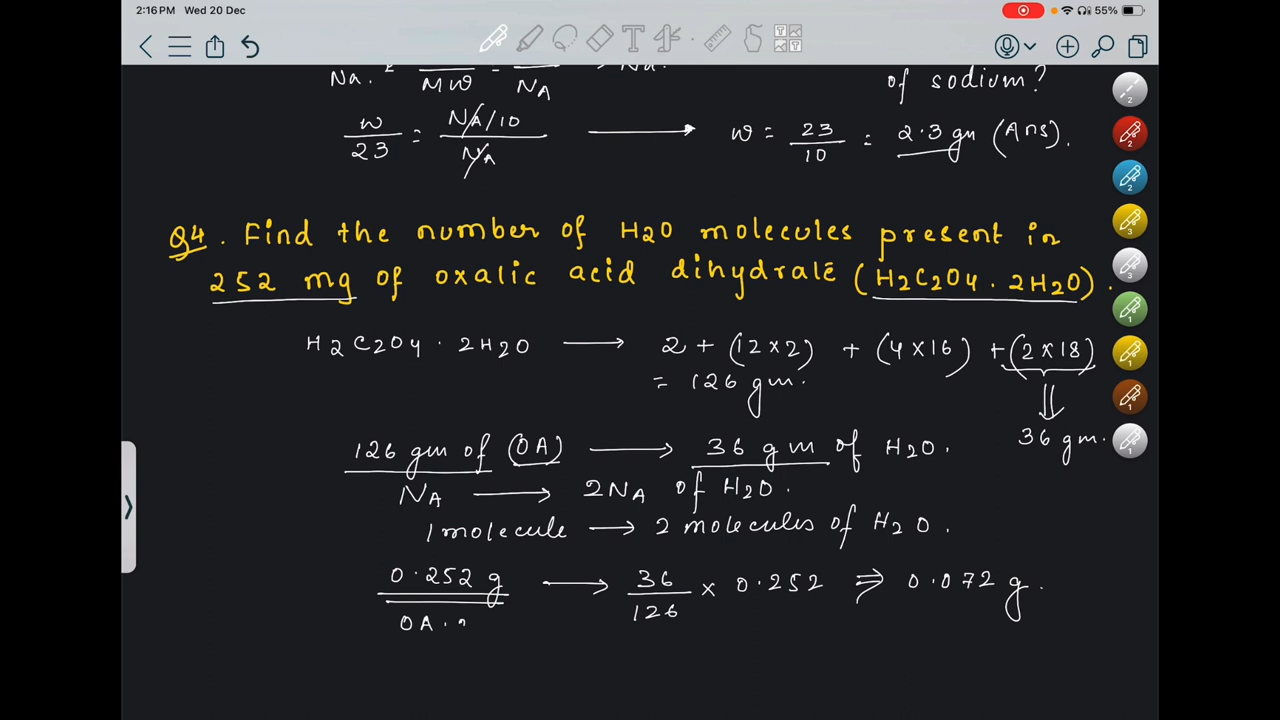 2:16 PM Wed 20 Dec
55%
Na.
MW
NA
of sodium?
w/23 = NA/10 / NA → w = 23/10 = 2.3 gm (Ans).
Q4. Find the number of H2O molecules present in
252 mg of oxalic acid dihydrate (H2C2O4 . 2H2O).
H2C2O4 . 2H2O → 2 + (12×2) + (4×16) + (2×18)
= 126 gm.
36 gm.
126 gm of (OA) → 36 gm of H2O.
NA → 2NA of H2O.
1 molecule → 2 molecules of H2O.
0.252 g → 36/126 × 0.252 ⇒ 0.072 g.
OA.